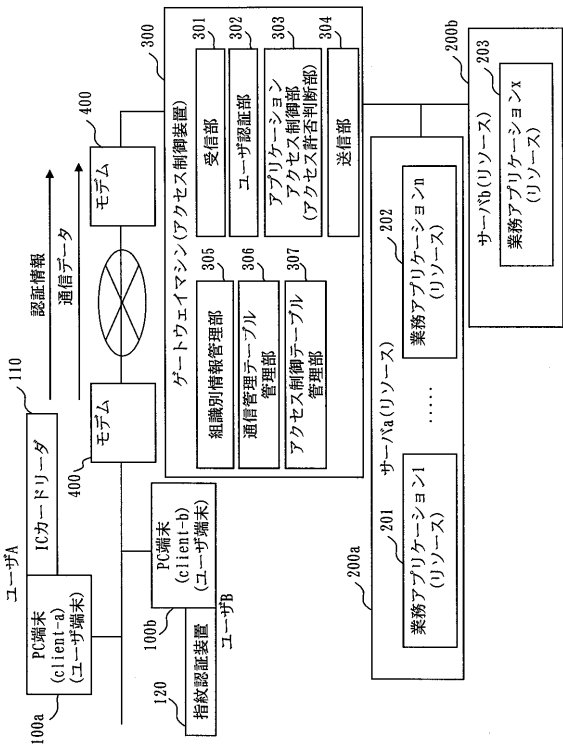 ユーザA
PC端末
(client-a)
(ユーザ端末)
100a
ICカードリーダ
110
認証情報
通信データ
モデム
400
モデム
400
PC端末
(client-b)
(ユーザ端末)
100b
指紋認証装置
120
ユーザB
ゲートウェイマシン(アクセス制御装置)
300
受信部
301
ユーザ認証部
302
アプリケーション
アクセス制御部
(アクセス許否判断部)
303
送信部
304
組識別情報管理部
305
通信管理テーブル
管理部
306
アクセス制御テーブル
管理部
307
サーバa(リソース)
200a
業務アプリケーション1
(リソース)
201
……
業務アプリケーションn
(リソース)
202
サーバb(リソース)
200b
業務アプリケーションx
(リソース)
203